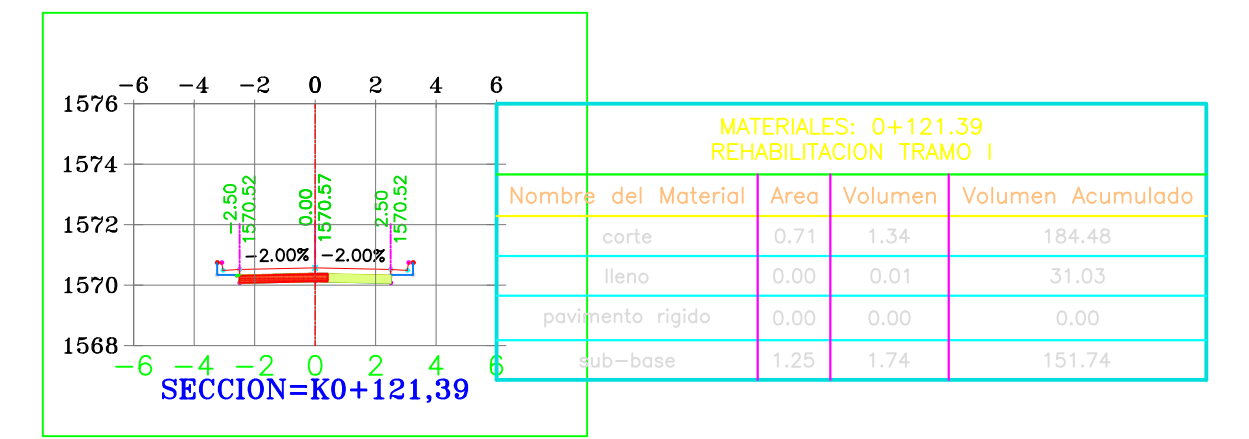 −6 −4 −2 0 2 4 6
1576
1574
1572
1570
1568
−2.50
1570.52
0.00
1570.57
2.50
1570.52
−2.00% −2.00%
−6 −4 −2 0 2 4 6
SECCION=K0+121,39
MATERIALES: 0+121.39
REHABILITACION TRAMO I
Nombre del Material Area Volumen Volumen Acumulado
corte 0.71 1.34 184.48
lleno 0.00 0.01 31.03
pavimento rigido 0.00 0.00 0.00
sub−base 1.25 1.74 151.74